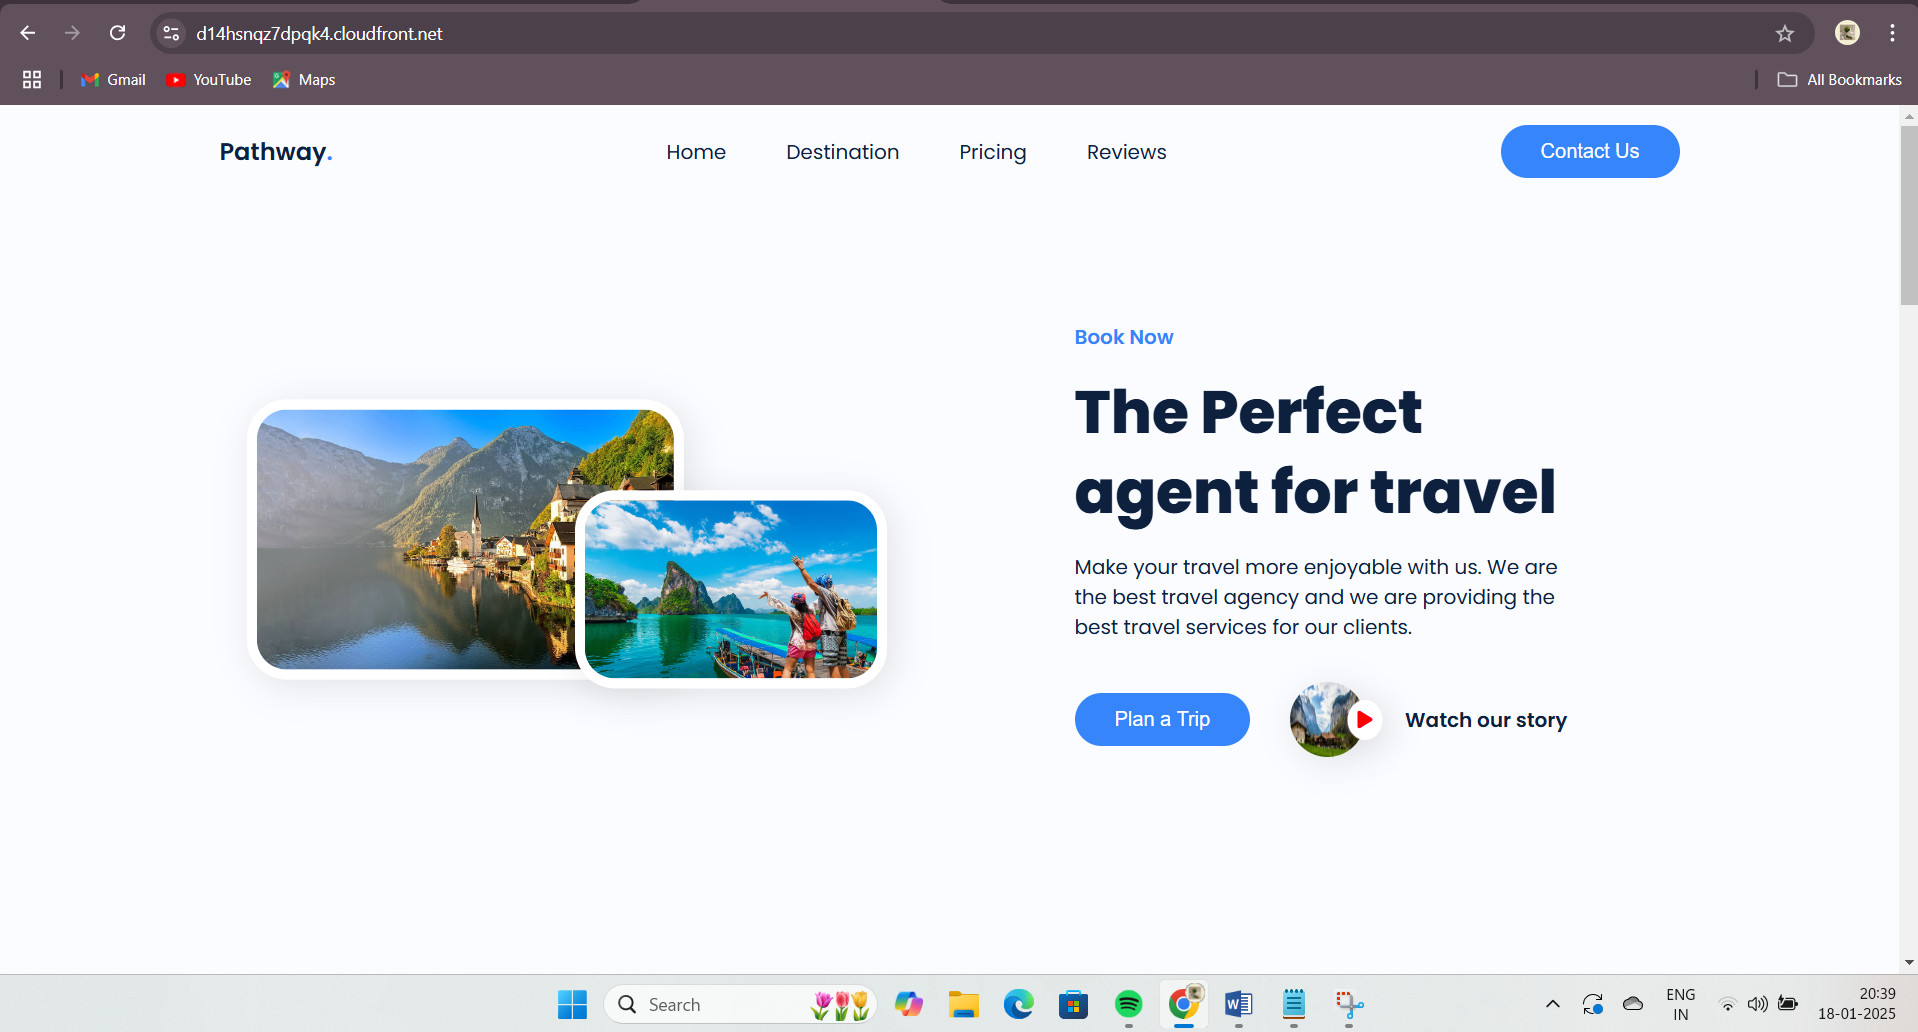 d14hsnqz7dpqk4.cloudfront.net
Gmail YouTube Maps All Bookmarks
Pathway. Home Destination Pricing Reviews Contact Us
Book Now
The Perfect
agent for travel
Make your travel more enjoyable with us. We are
the best travel agency and we are providing the
best travel services for our clients.
Plan a Trip Watch our story
Search
ENG
IN
20:39
18-01-2025